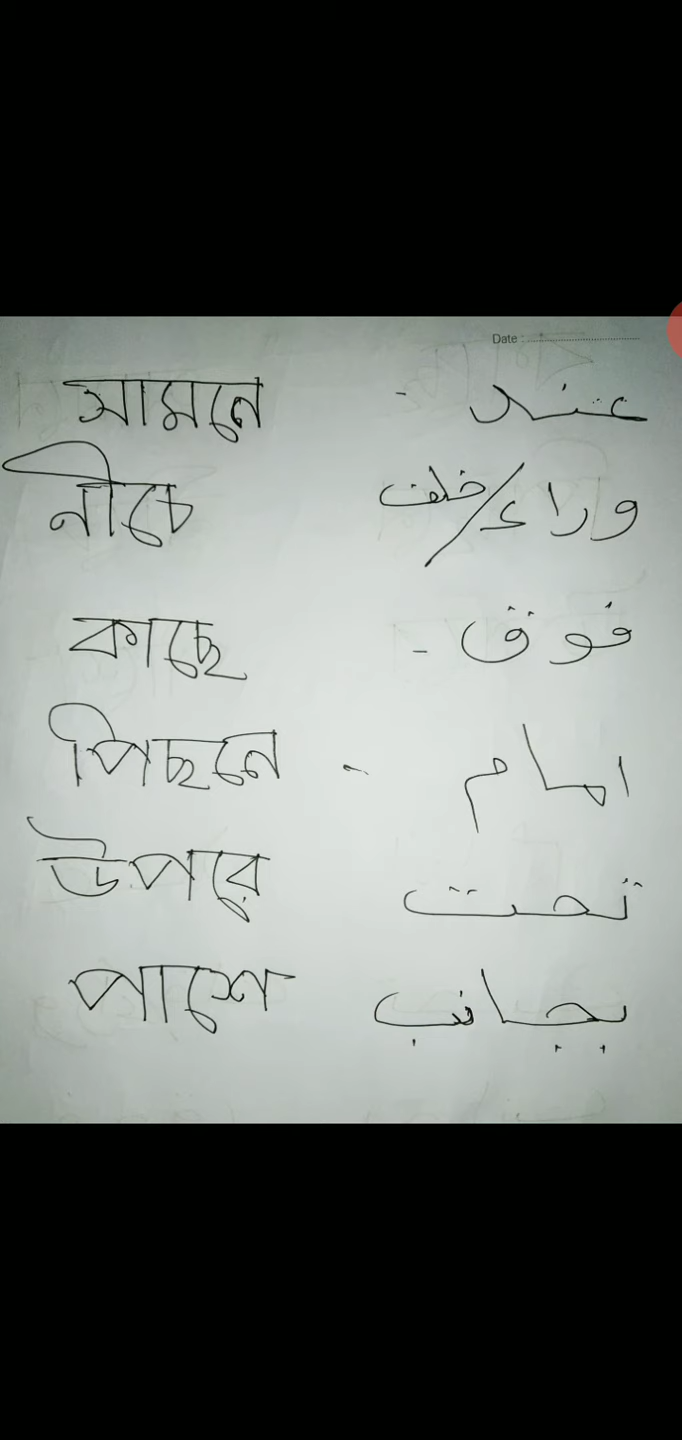 Date :
সামনে - عند
নীচে وراء/خلف
কাছে فوق -
পিছনে - امام
উপরে تحت
পাশে بجانب